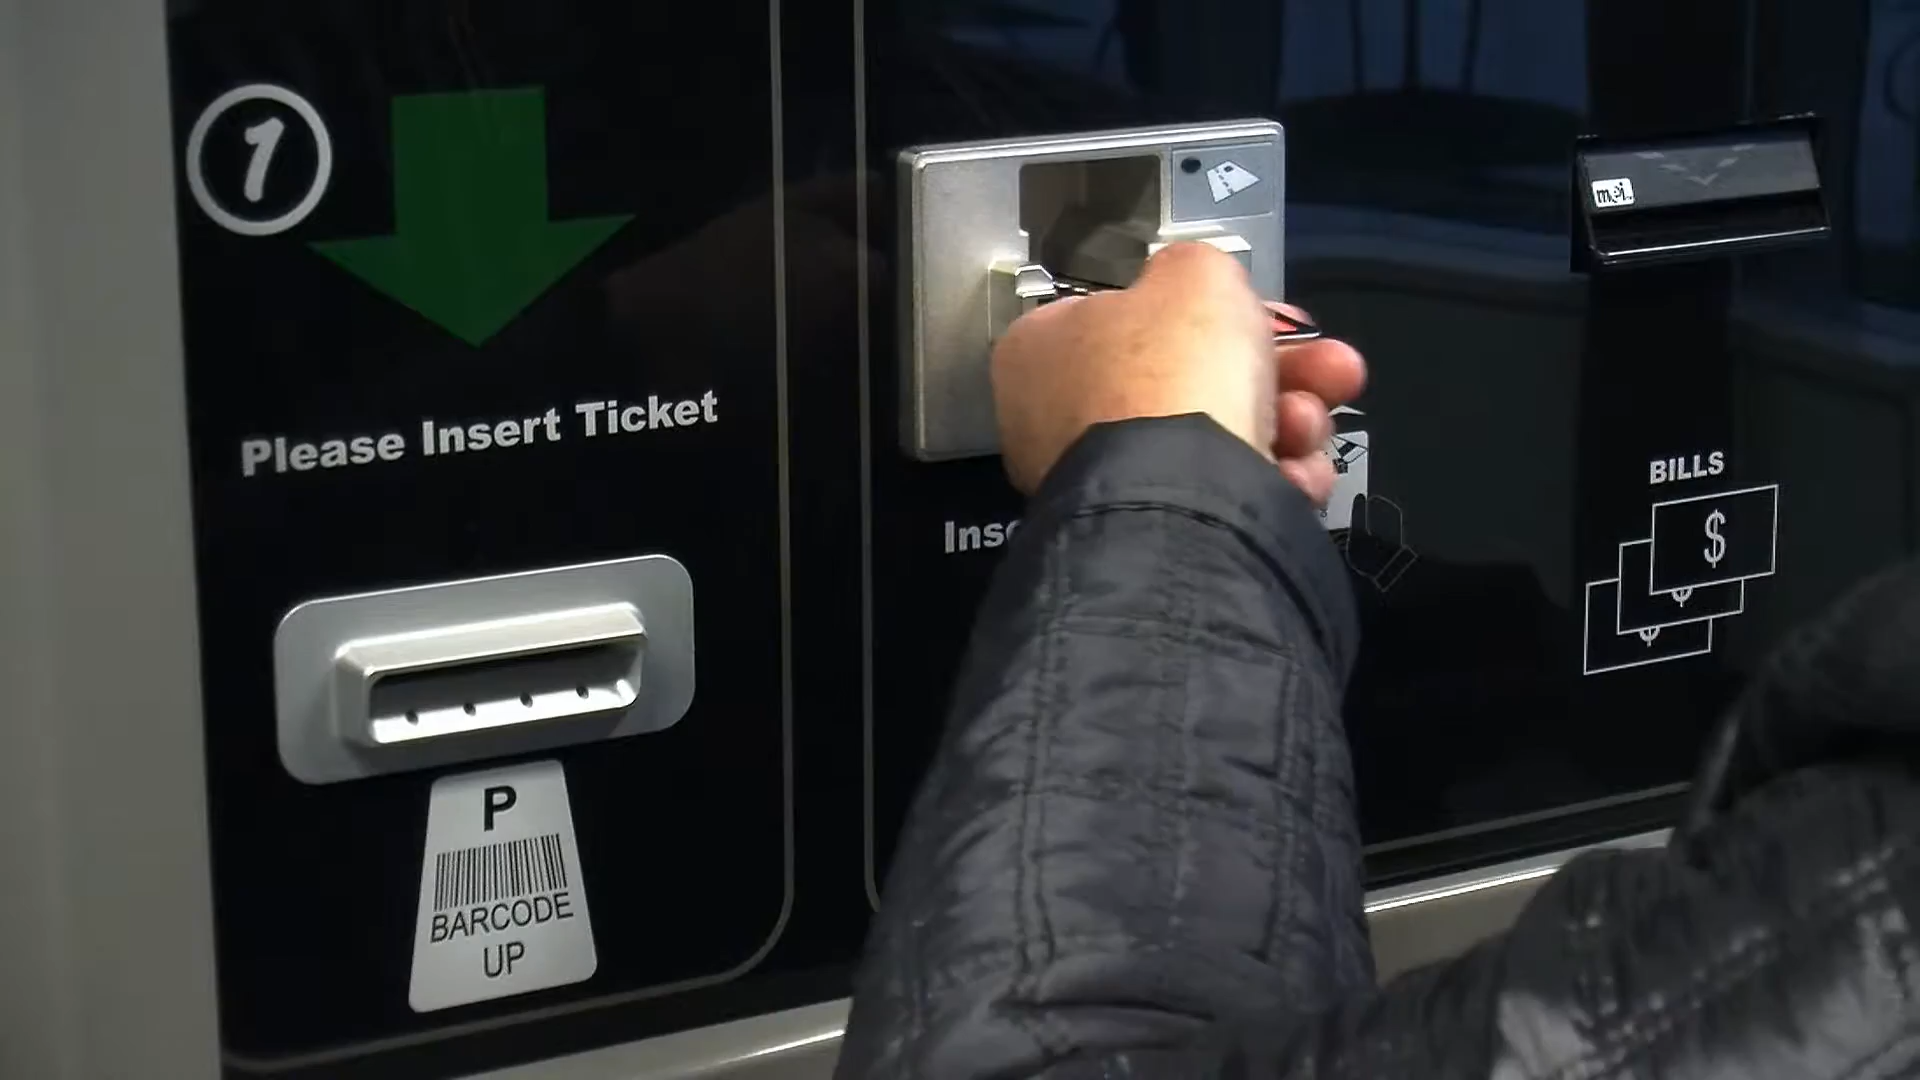 1
Please Insert Ticket
P
BARCODE
UP
mei
BILLS
$